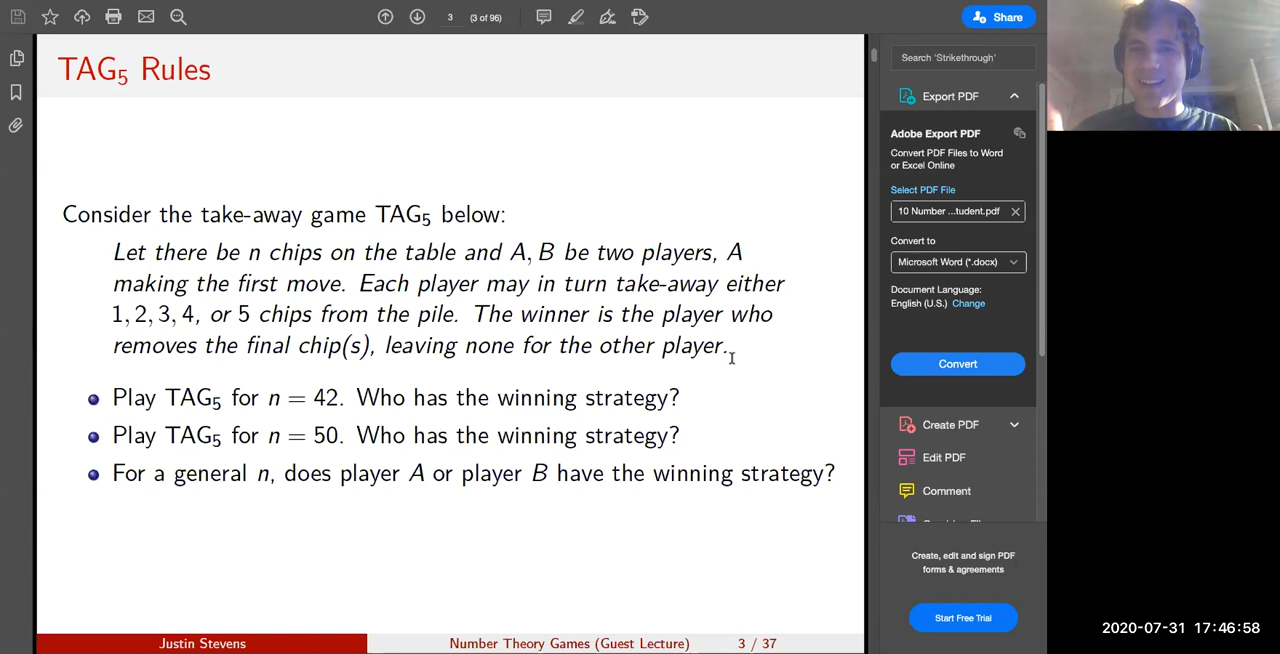 3 (3 of 96)
Share
TAG₅ Rules
Consider the take-away game TAG₅ below:
Let there be n chips on the table and A, B be two players, A
making the first move. Each player may in turn take-away either
1, 2, 3, 4, or 5 chips from the pile. The winner is the player who
removes the final chip(s), leaving none for the other player.
Play TAG₅ for n = 42. Who has the winning strategy?
Play TAG₅ for n = 50. Who has the winning strategy?
For a general n, does player A or player B have the winning strategy?
Justin Stevens Number Theory Games (Guest Lecture) 3 / 37
Search 'Strikethrough'
Export PDF
Adobe Export PDF
Convert PDF Files to Word
or Excel Online
Select PDF File
10 Number ...tudent.pdf
Convert to
Microsoft Word (*.docx)
Document Language:
English (U.S.) Change
Convert
Create PDF
Edit PDF
Comment
Access, edit and sign PDF
forms & agreements
Start Free Trial
2020-07-31 17:46:58